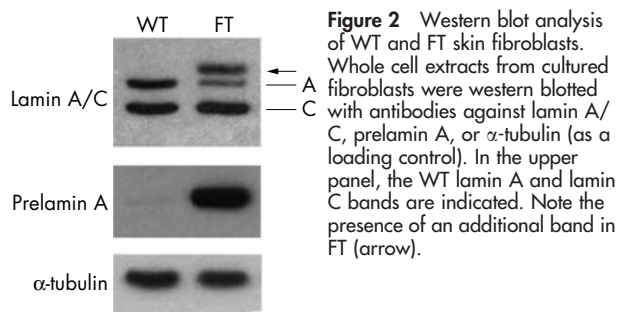 WT FT
Lamin A/C
A
C
Prelamin A
α-tubulin
Figure 2 Western blot analysis
of WT and FT skin fibroblasts.
Whole cell extracts from cultured
fibroblasts were western blotted
with antibodies against lamin A/
C, prelamin A, or α-tubulin (as a
loading control). In the upper
panel, the WT lamin A and lamin
C bands are indicated. Note the
presence of an additional band in
FT (arrow).